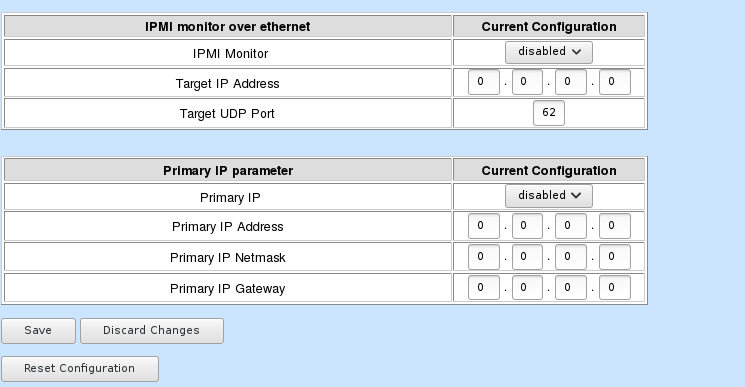 IPMI monitor over ethernet Current Configuration
IPMI Monitor disabled
Target IP Address 0 . 0 . 0 . 0
Target UDP Port 62
Primary IP parameter Current Configuration
Primary IP disabled
Primary IP Address 0 . 0 . 0 . 0
Primary IP Netmask 0 . 0 . 0 . 0
Primary IP Gateway 0 . 0 . 0 . 0
Save Discard Changes
Reset Configuration